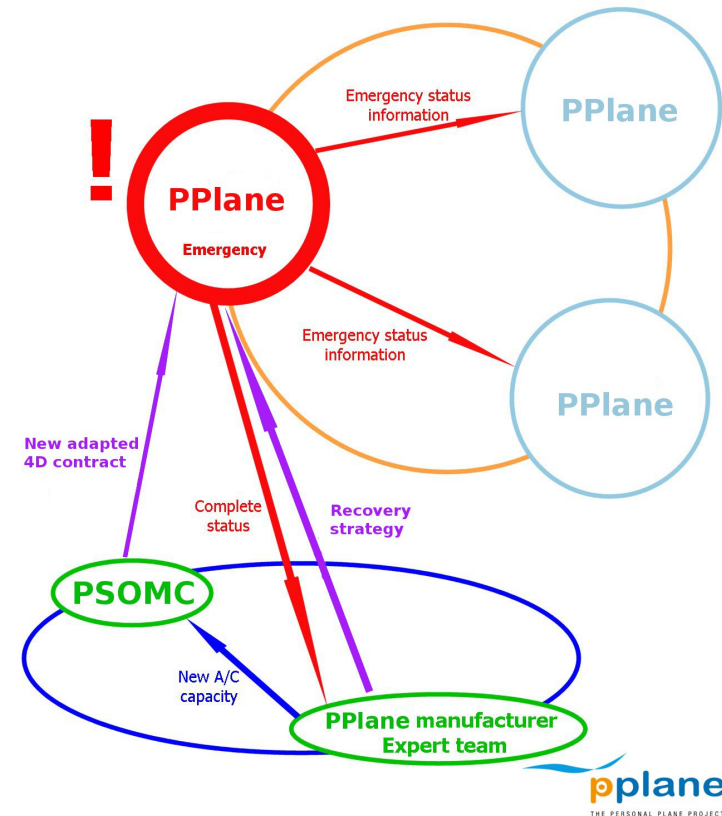 Emergency status
information
PPlane
!
PPlane
Emergency
Emergency status
information
PPlane
New adapted
4D contract
Complete
status
Recovery
strategy
PSOMC
New A/C
capacity
PPlane manufacturer
Expert team
pplane
THE PERSONAL PLANE PROJECT